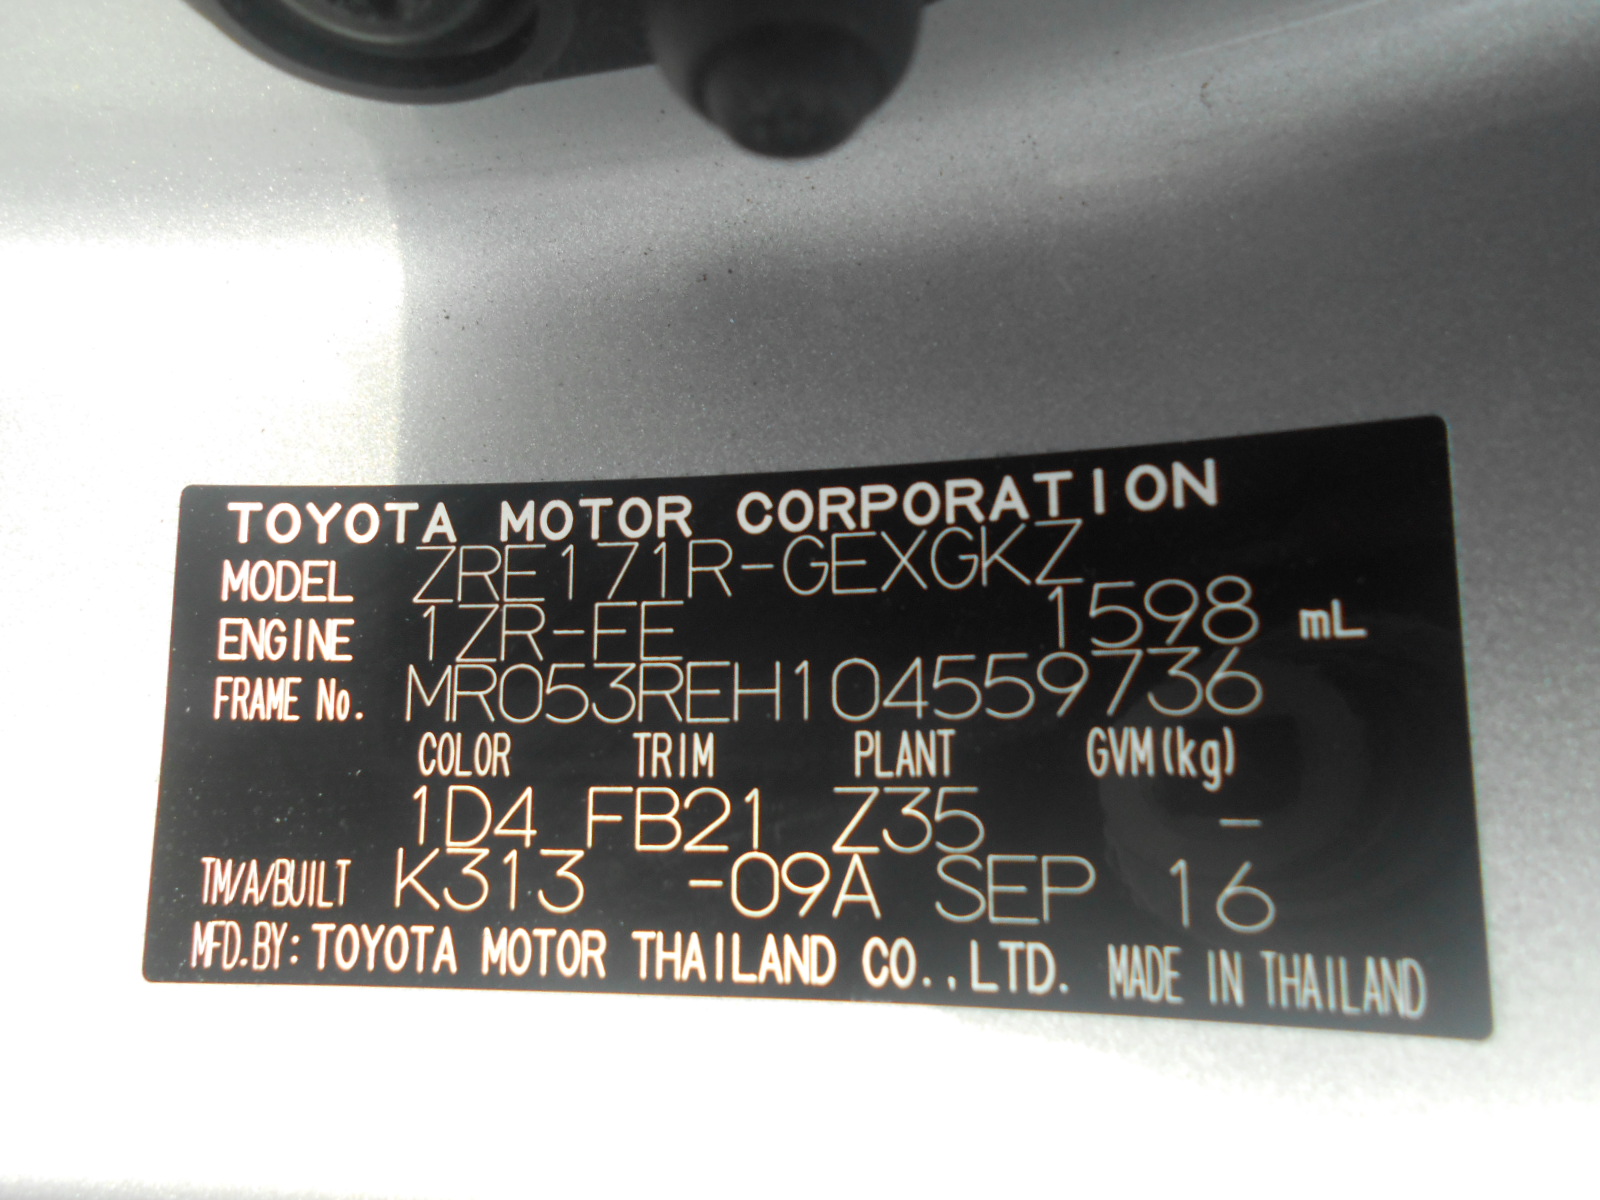 TOYOTA MOTOR CORPORATION
MODEL ZRE171R-GEXGKZ
ENGINE 1ZR-FE 1598 mL
FRAME No. MR053REH104559736
COLOR TRIM PLANT GVM(kg)
1D4 FB21 Z35 -
TM/A/BUILT K313 -09A SEP 16
MFD.BY: TOYOTA MOTOR THAILAND CO.,LTD. MADE IN THAILAND